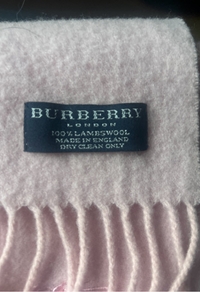 BURBERRY
LONDON
100% LAMBSWOOL
MADE IN ENGLAND
DRY CLEAN ONLY